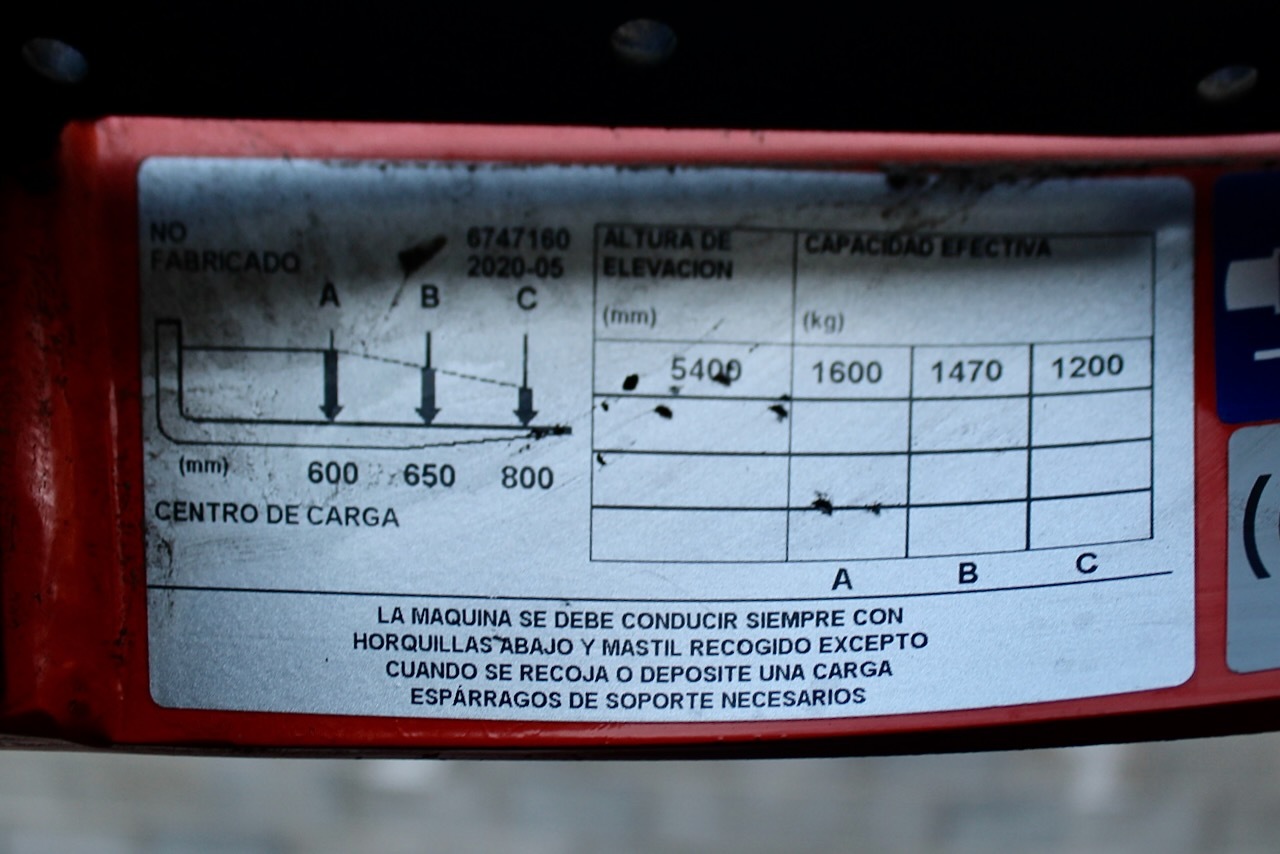 NO 6747160
FABRICADO 2020-05
A B C
(mm) 600 650 800
CENTRO DE CARGA
ALTURA DE ELEVACION (mm)
CAPACIDAD EFECTIVA (kg)
5400 1600 1470 1200
A B C
LA MAQUINA SE DEBE CONDUCIR SIEMPRE CON
HORQUILLAS ABAJO Y MASTIL RECOGIDO EXCEPTO
CUANDO SE RECOJA O DEPOSITE UNA CARGA
ESPÁRRAGOS DE SOPORTE NECESARIOS
(